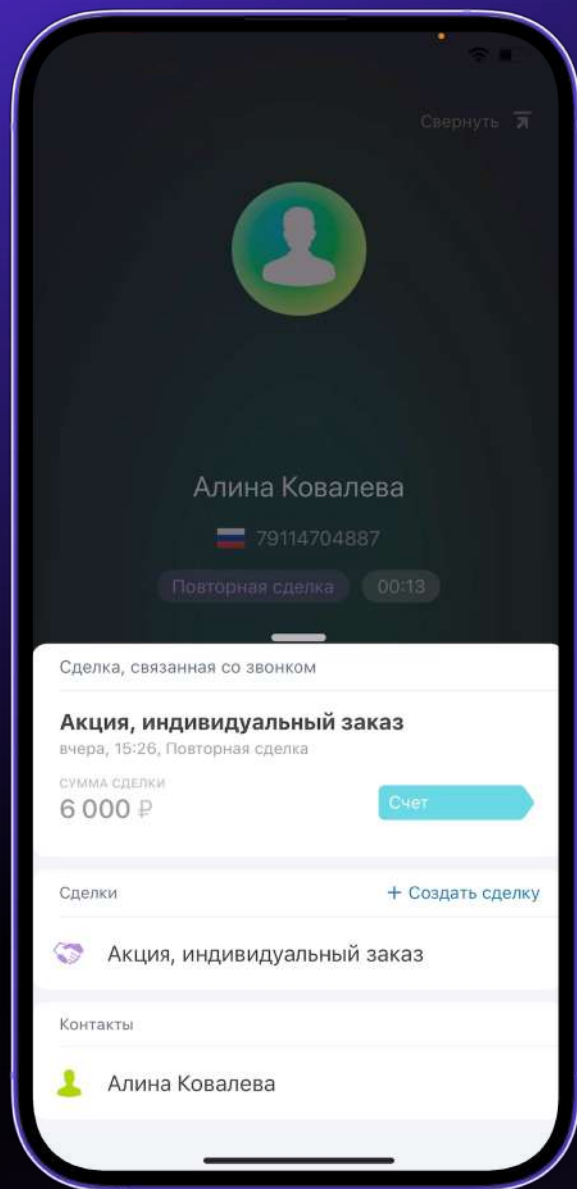 Свернуть
Алина Ковалева
79114704887
Повторная сделка 00:13
Сделка, связанная со звонком
Акция, индивидуальный заказ
вчера, 15:26, Повторная сделка
СУММА СДЕЛКИ
6 000 ₽
Счет
Сделки + Создать сделку
Акция, индивидуальный заказ
Контакты
Алина Ковалева